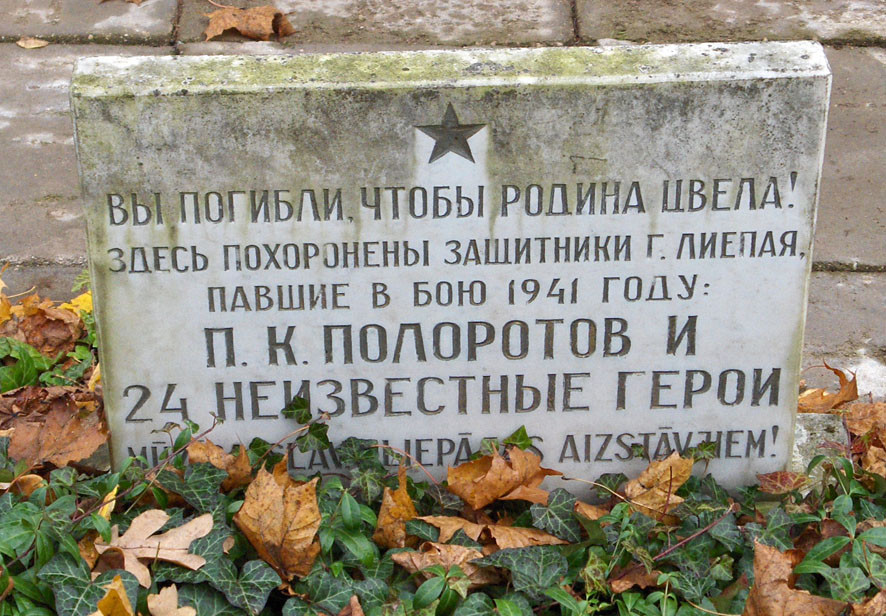 ВЫ ПОГИБЛИ, ЧТОБЫ РОДИНА ЦВЕЛА!
ЗДЕСЬ ПОХОРОНЕНЫ ЗАЩИТНИКИ Г. ЛИЕПАЯ,
ПАВШИЕ В БОЮ 1941 ГОДУ:
П. К. ПОЛОРОТОВ И
24 НЕИЗВЕСТНЫЕ ГЕРОИ
AIZSTĀVJIEM!